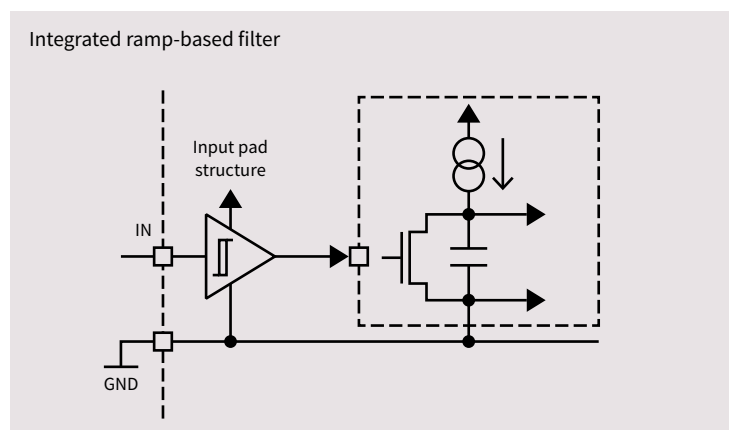 Integrated ramp-based filter
Input pad
structure
IN
GND